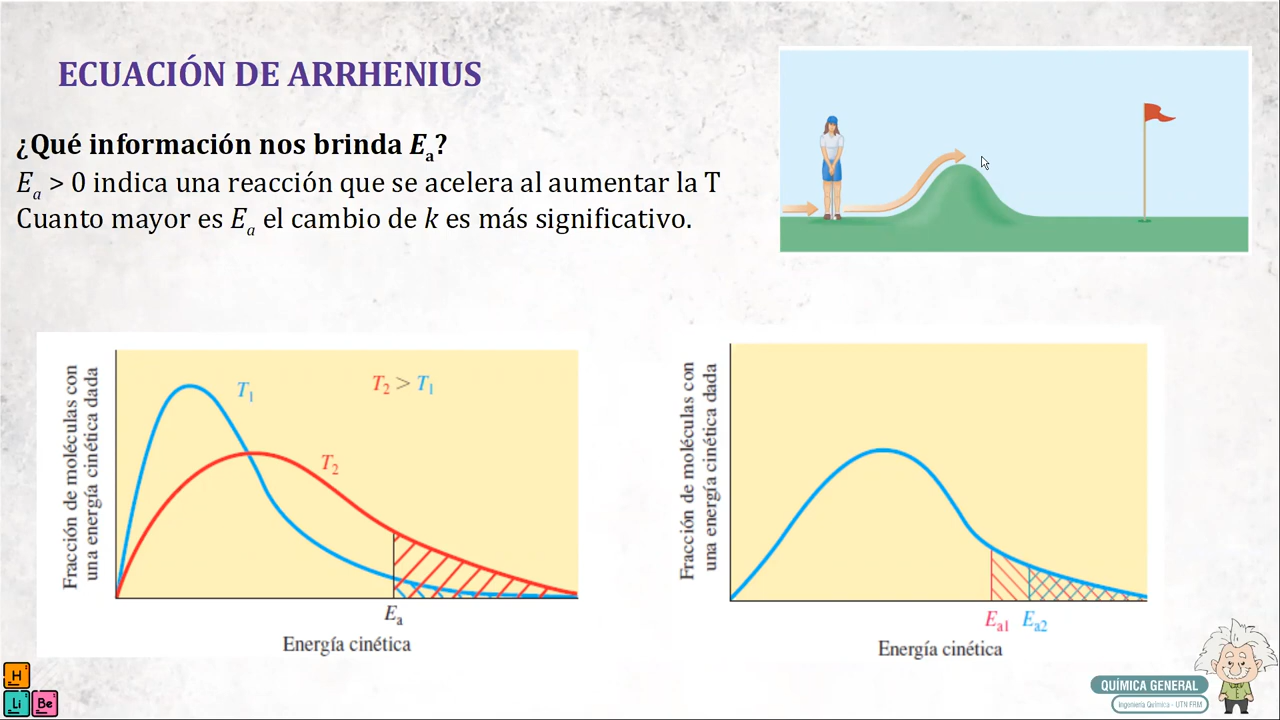 ECUACIÓN DE ARRHENIUS
¿Qué información nos brinda Ea?
Ea > 0 indica una reacción que se acelera al aumentar la T
Cuanto mayor es Ea el cambio de k es más significativo.
Fracción de moléculas con
una energía cinética dada
T1
T2 > T1
T2
Ea
Energía cinética
Fracción de moléculas con
una energía cinética dada
Ea1 Ea2
Energía cinética
H
Li Be
QUÍMICA GENERAL
Ingeniería Química - UTN FRM